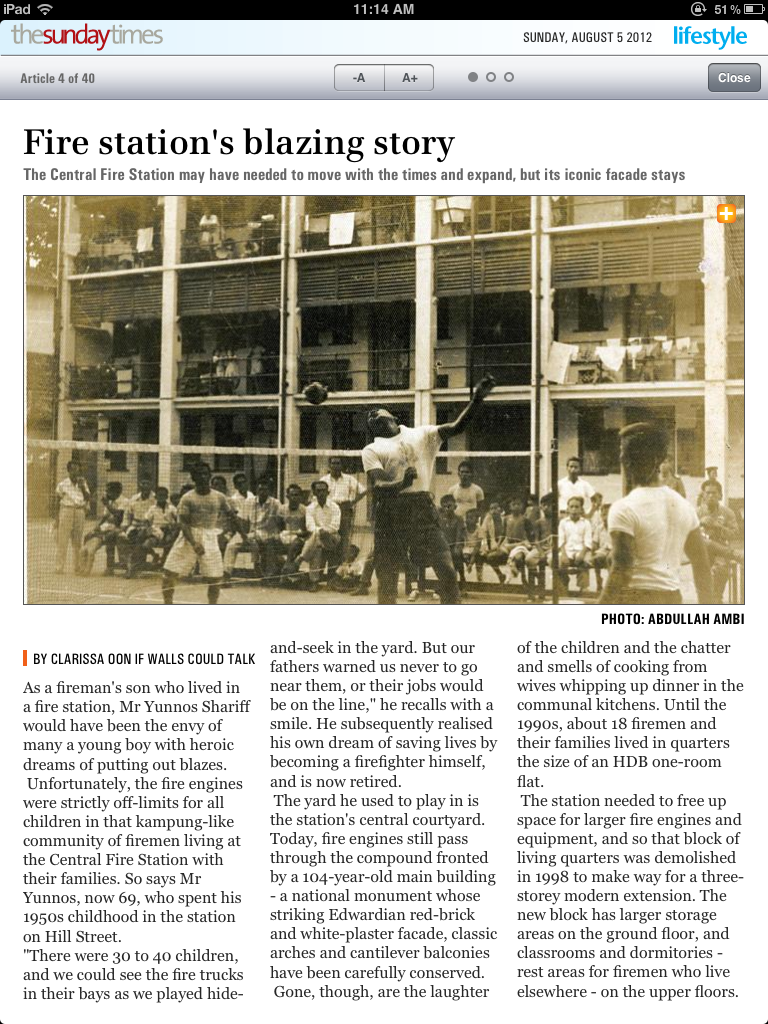 iPad
11:14 AM
51 %
thesundaytimes
SUNDAY, AUGUST 5 2012
lifestyle
Article 4 of 40
-A
A+
Close
Fire station's blazing story
The Central Fire Station may have needed to move with the times and expand, but its iconic facade stays
PHOTO: ABDULLAH AMBI
BY CLARISSA OON IF WALLS COULD TALK
As a fireman's son who lived in
a fire station, Mr Yunnos Shariff
would have been the envy of
many a young boy with heroic
dreams of putting out blazes.
Unfortunately, the fire engines
were strictly off-limits for all
children in that kampung-like
community of firemen living at
the Central Fire Station with
their families. So says Mr
Yunnos, now 69, who spent his
1950s childhood in the station
on Hill Street.
"There were 30 to 40 children,
and we could see the fire trucks
in their bays as we played hide-
and-seek in the yard. But our
fathers warned us never to go
near them, or their jobs would
be on the line," he recalls with a
smile. He subsequently realised
his own dream of saving lives by
becoming a firefighter himself,
and is now retired.
The yard he used to play in is
the station's central courtyard.
Today, fire engines still pass
through the compound fronted
by a 104-year-old main building
- a national monument whose
striking Edwardian red-brick
and white-plaster facade, classic
arches and cantilever balconies
have been carefully conserved.
Gone, though, are the laughter
of the children and the chatter
and smells of cooking from
wives whipping up dinner in the
communal kitchens. Until the
1990s, about 18 firemen and
their families lived in quarters
the size of an HDB one-room
flat.
The station needed to free up
space for larger fire engines and
equipment, and so that block of
living quarters was demolished
in 1998 to make way for a three-
storey modern extension. The
new block has larger storage
areas on the ground floor, and
classrooms and dormitories -
rest areas for firemen who live
elsewhere - on the upper floors.